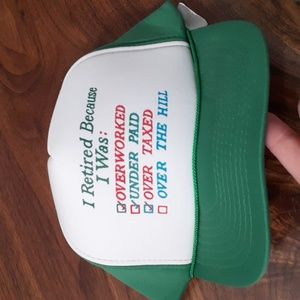 I Retired Because
I Was:
☑ OVERWORKED
☑ UNDER PAID
☑ OVER TAXED
☐ OVER THE HILL